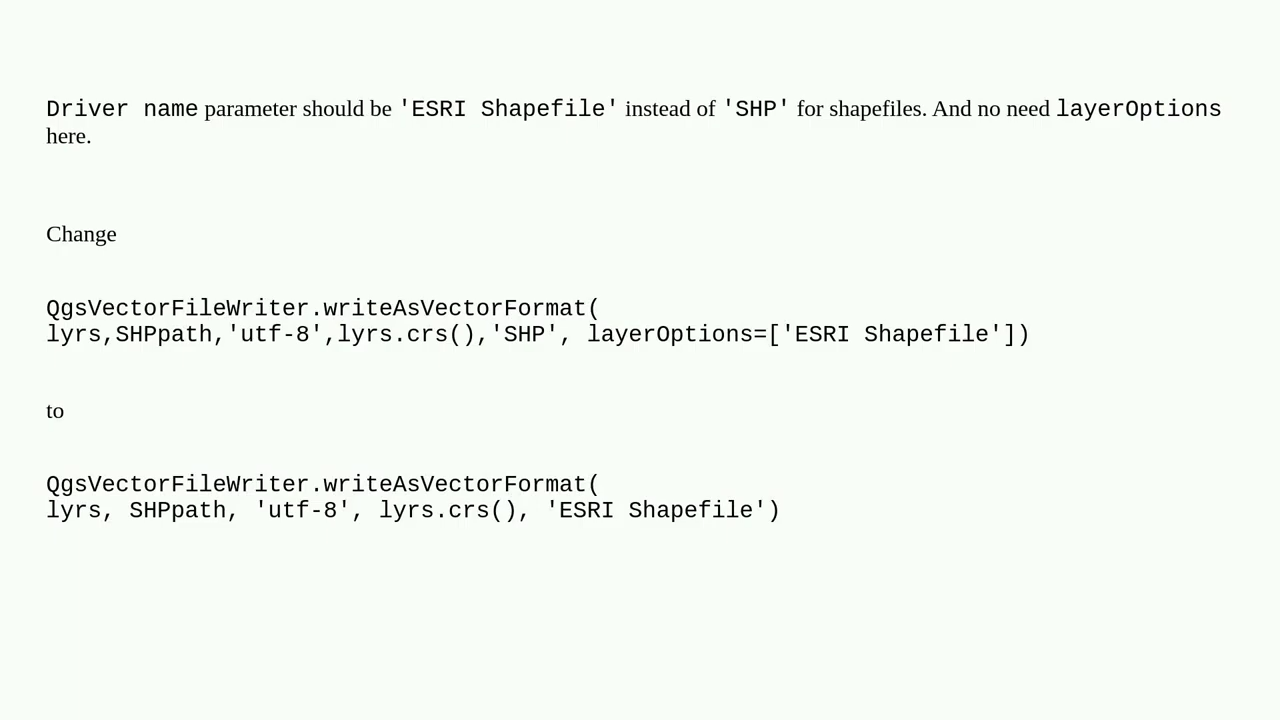 Driver name parameter should be 'ESRI Shapefile' instead of 'SHP' for shapefiles. And no need layerOptions
here.
Change
QgsVectorFileWriter.writeAsVectorFormat(
lyrs,SHPpath,'utf-8',lyrs.crs(),'SHP', layerOptions=['ESRI Shapefile'])
to
QgsVectorFileWriter.writeAsVectorFormat(
lyrs, SHPpath, 'utf-8', lyrs.crs(), 'ESRI Shapefile')